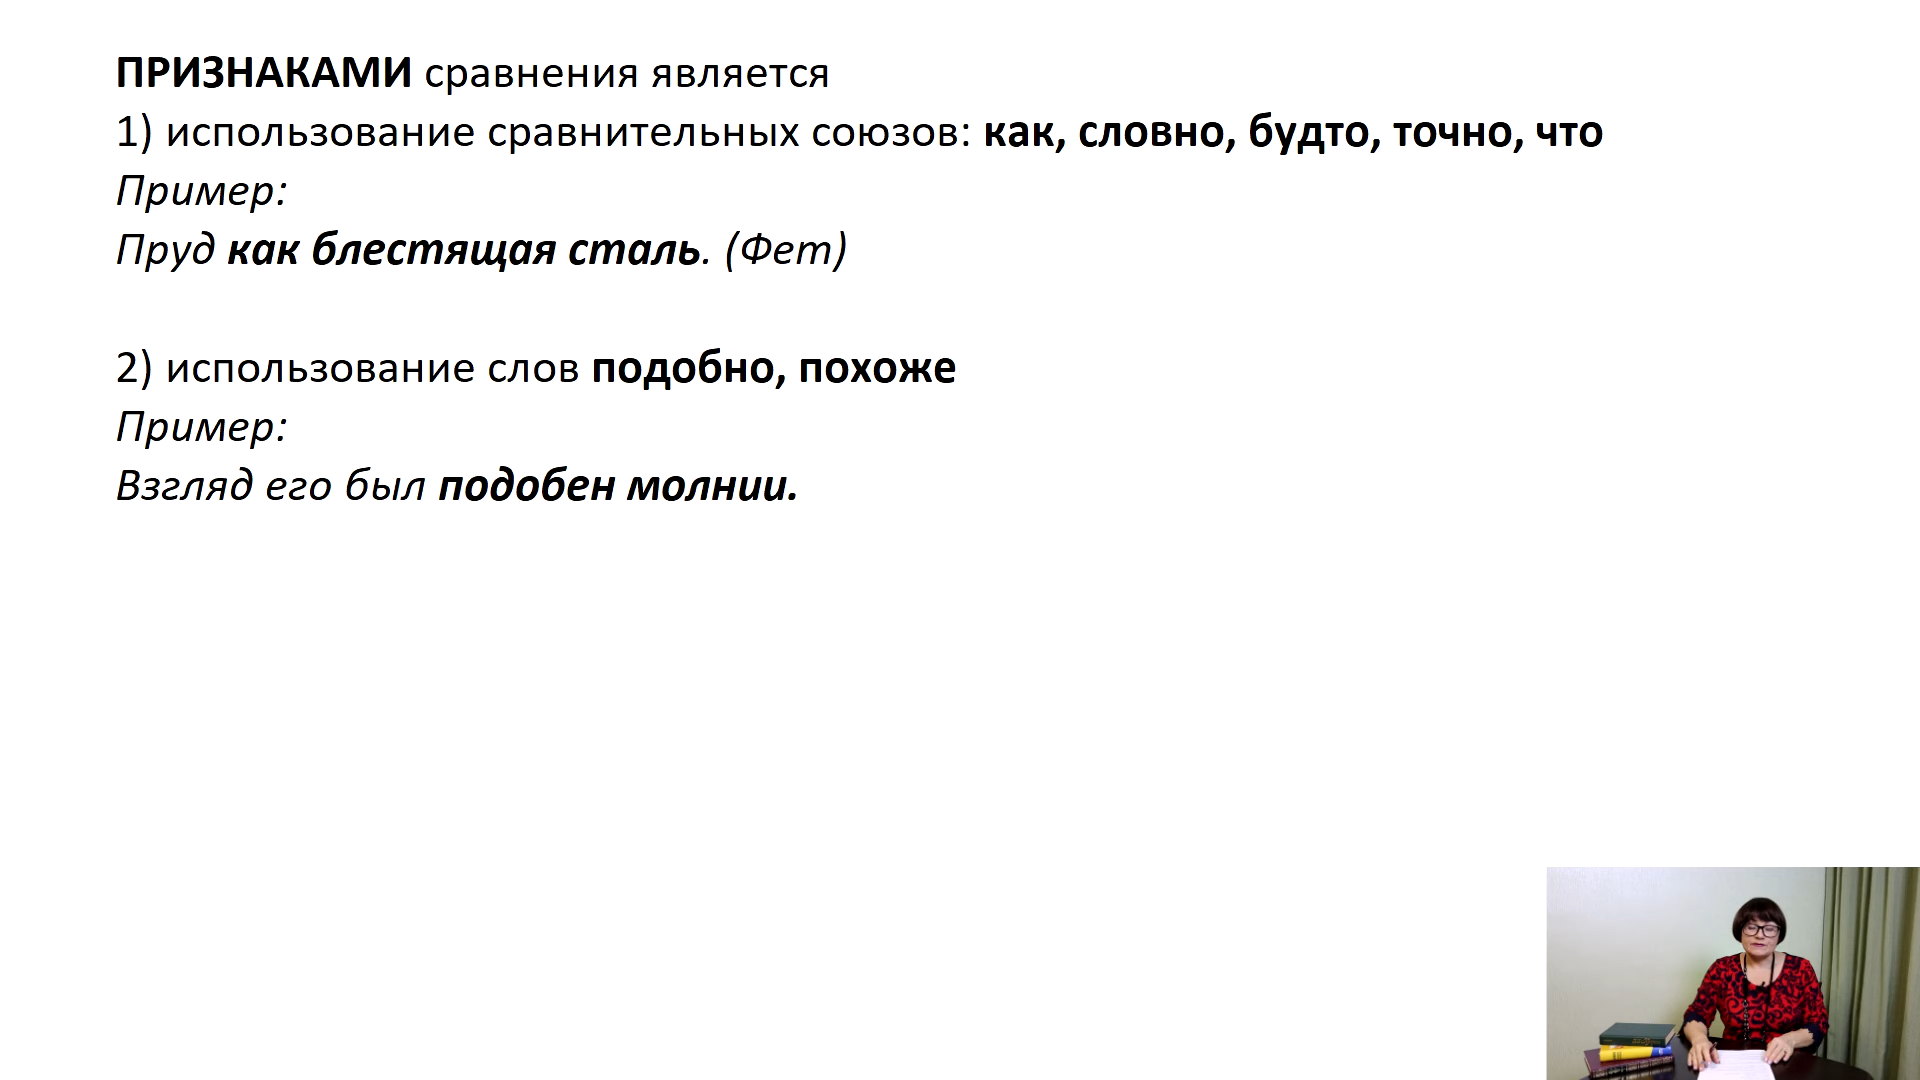 ПРИЗНАКАМИ сравнения является
1) использование сравнительных союзов: как, словно, будто, точно, что
Пример:
Пруд как блестящая сталь. (Фет)
2) использование слов подобно, похоже
Пример:
Взгляд его был подобен молнии.